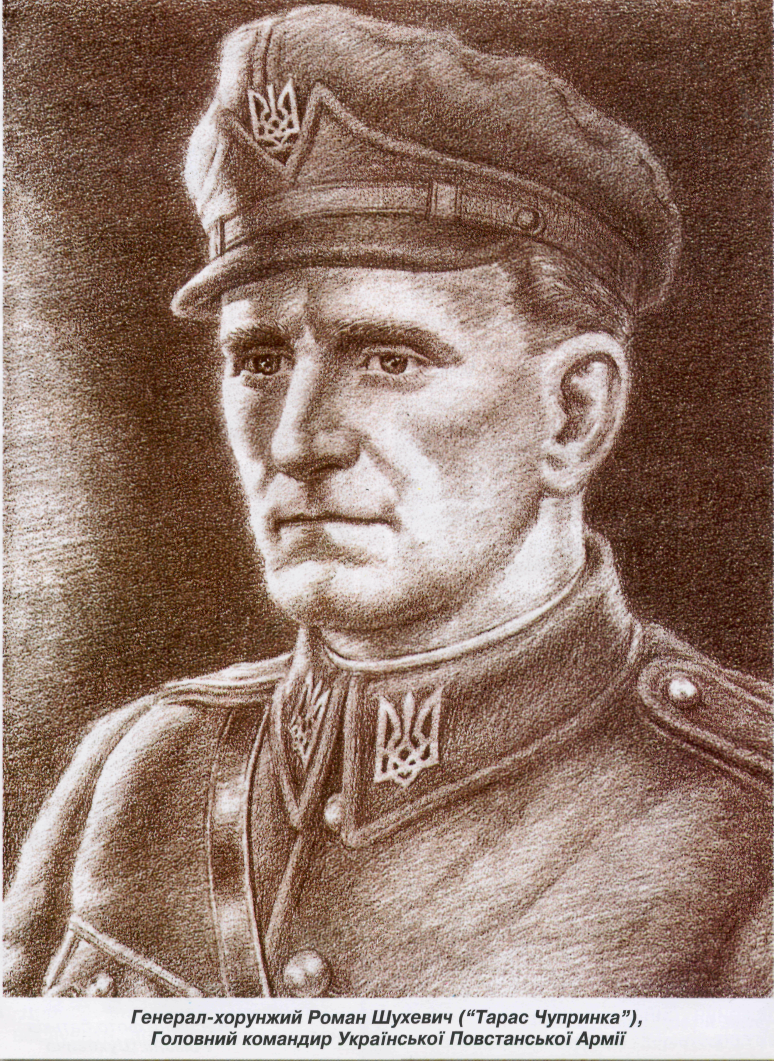 Генерал-хорунжий Роман Шухевич (“Тарас Чупринка”),
Головний командир Української Повстанської Армії